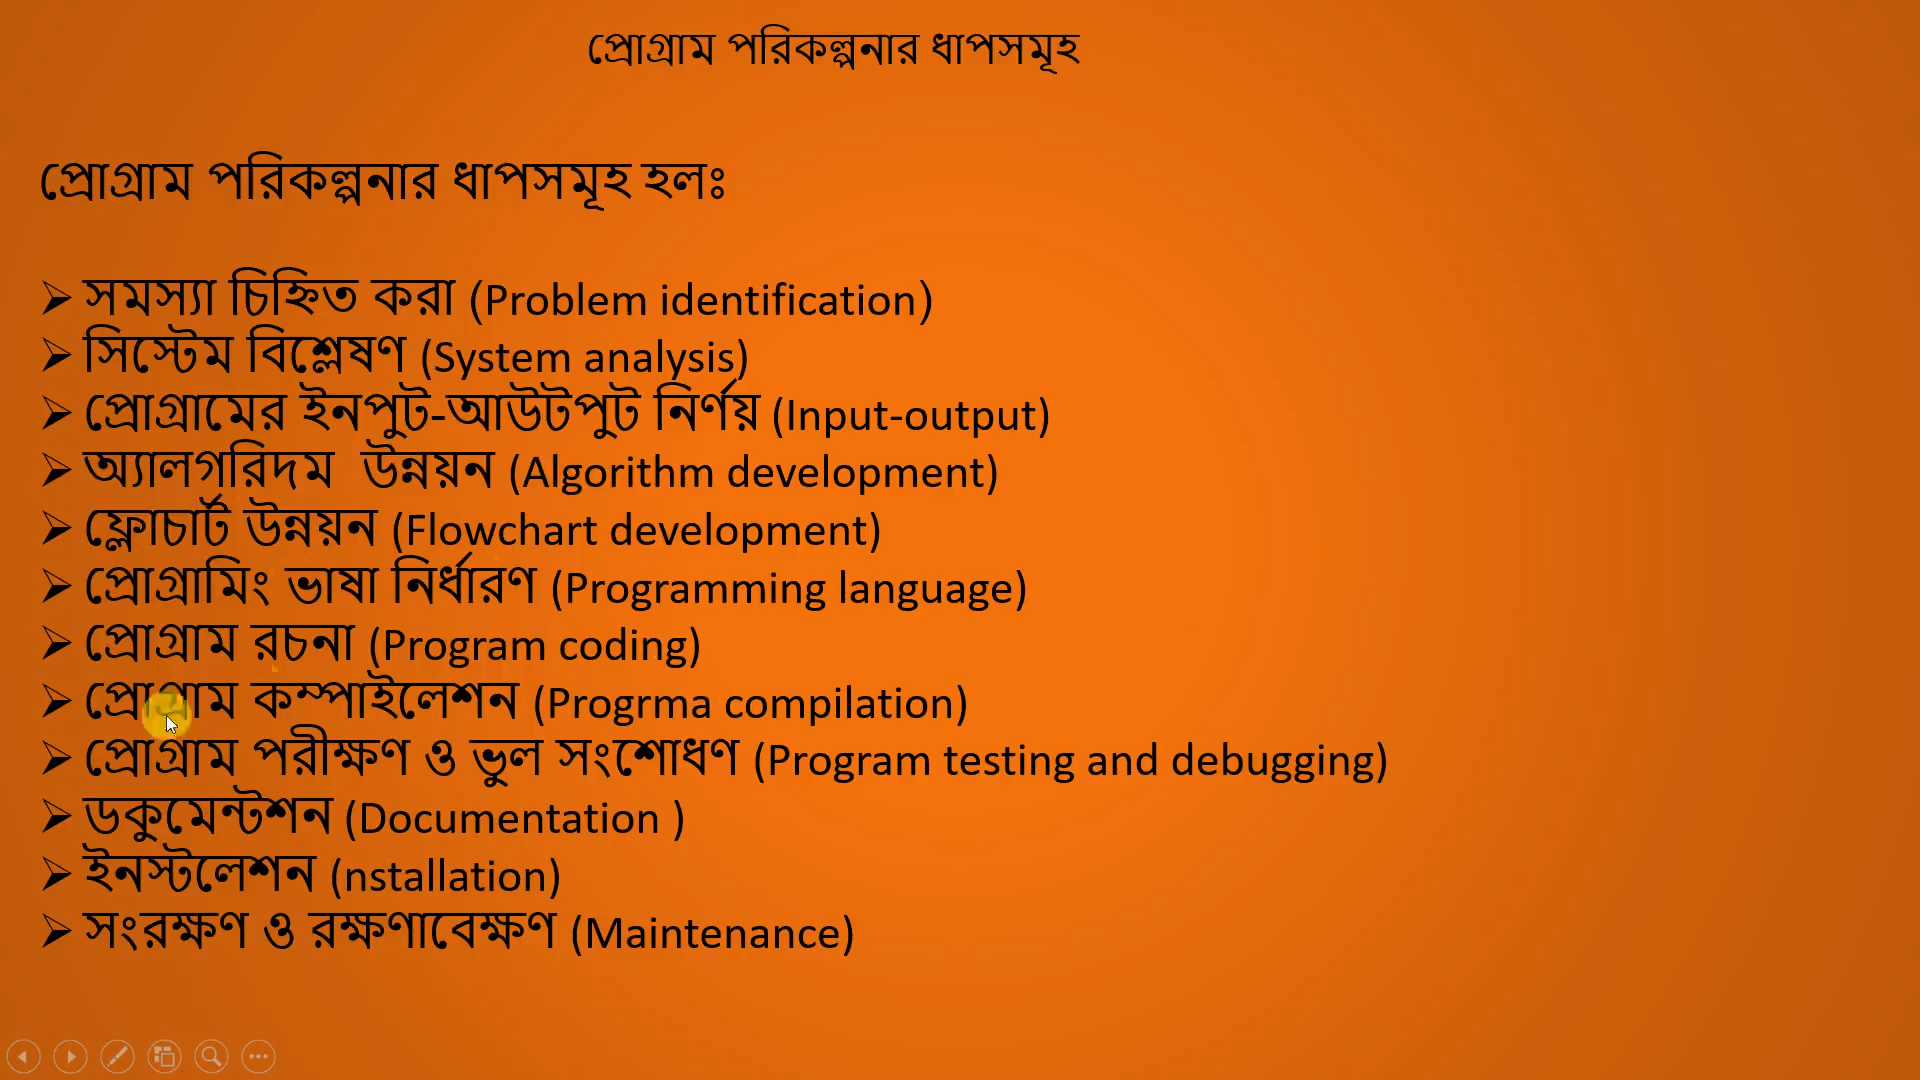 প্রোগ্রাম পরিকল্পনার ধাপসমূহ
প্রোগ্রাম পরিকল্পনার ধাপসমূহ হলঃ
➢ সমস্যা চিহ্নিত করা (Problem identification)
➢ সিস্টেম বিশ্লেষণ (System analysis)
➢ প্রোগ্রামের ইনপুট-আউটপুট নির্ণয় (Input-output)
➢ অ্যালগরিদম উন্নয়ন (Algorithm development)
➢ ফ্লোচার্ট উন্নয়ন (Flowchart development)
➢ প্রোগ্রামিং ভাষা নির্ধারণ (Programming language)
➢ প্রোগ্রাম রচনা (Program coding)
➢ প্রোগ্রাম কম্পাইলেশন (Progrma compilation)
➢ প্রোগ্রাম পরীক্ষণ ও ভুল সংশোধণ (Program testing and debugging)
➢ ডকুমেন্টশন (Documentation )
➢ ইনস্টলেশন (nstallation)
➢ সংরক্ষণ ও রক্ষণাবেক্ষণ (Maintenance)